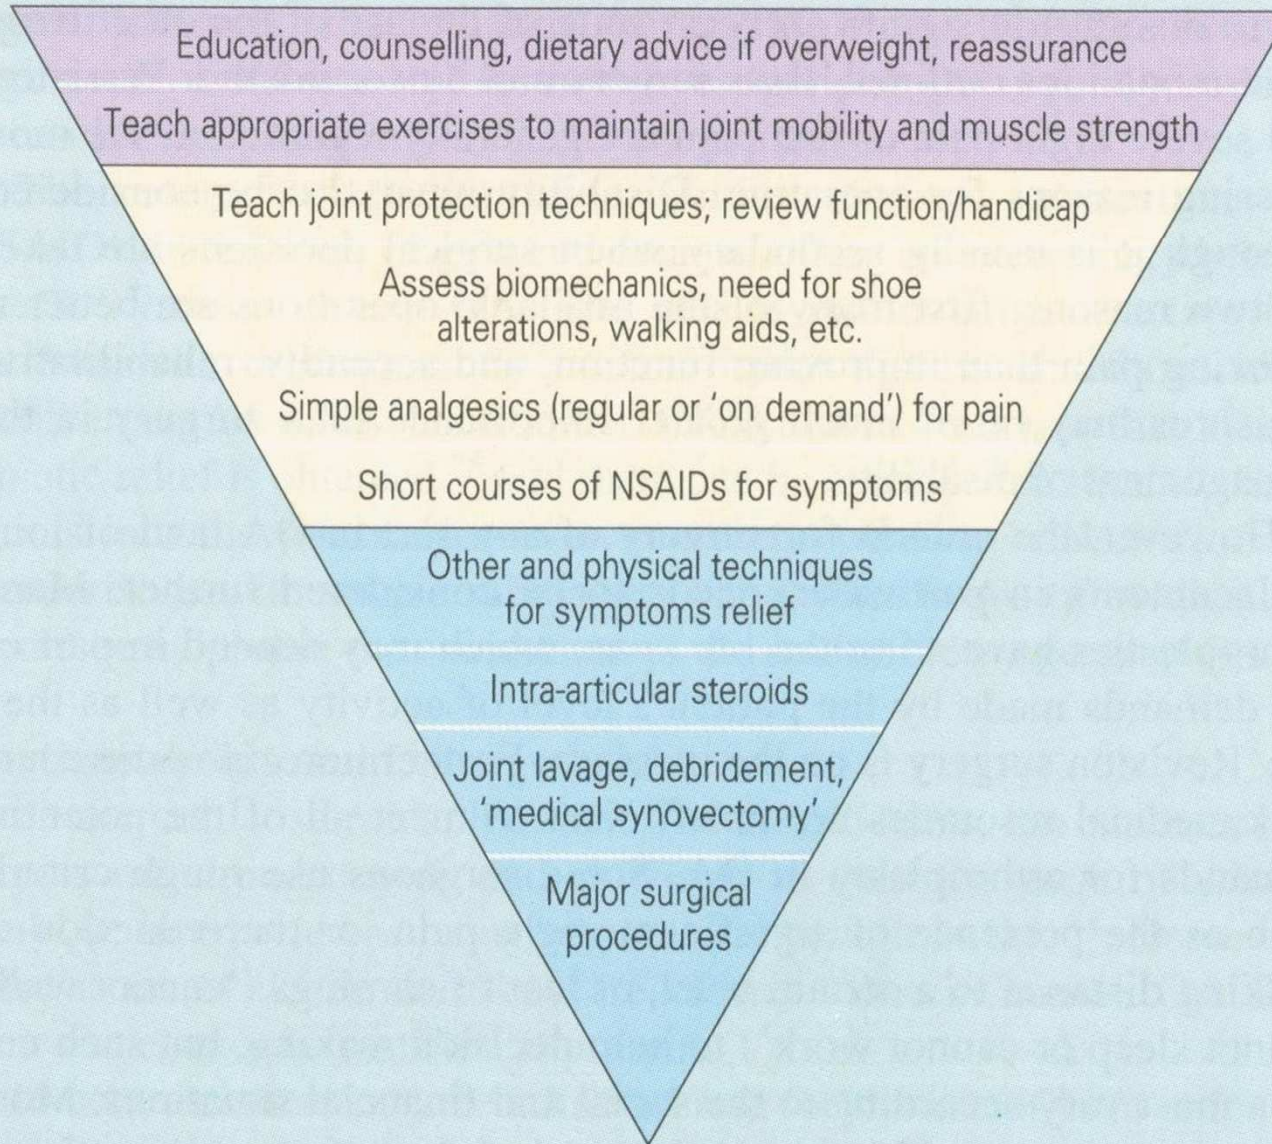 Education, counselling, dietary advice if overweight, reassurance
Teach appropriate exercises to maintain joint mobility and muscle strength
Teach joint protection techniques; review function/handicap
Assess biomechanics, need for shoe
alterations, walking aids, etc.
Simple analgesics (regular or ‘on demand’) for pain
Short courses of NSAIDs for symptoms
Other and physical techniques
for symptoms relief
Intra-articular steroids
Joint lavage, debridement,
‘medical synovectomy’
Major surgical
procedures